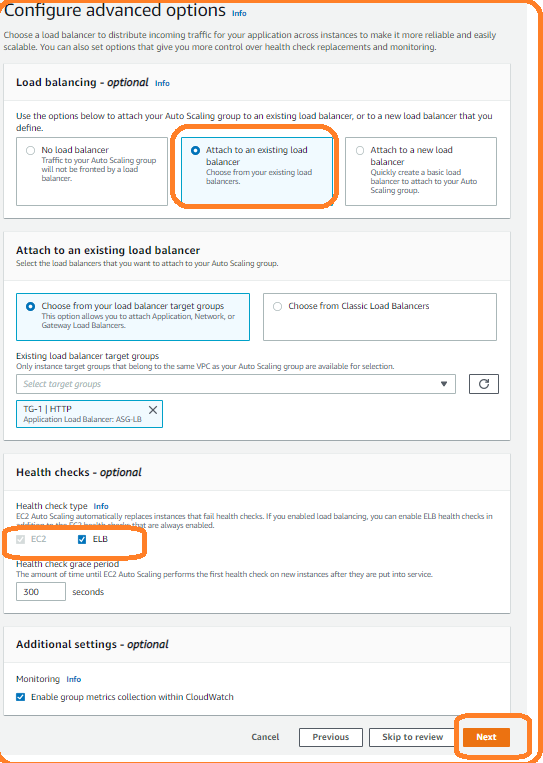 Configure advanced options Info
Choose a load balancer to distribute incoming traffic for your application across instances to make it more reliable and easily
scalable. You can also set options that give you more control over health check replacements and monitoring.
Load balancing - optional Info
Use the options below to attach your Auto Scaling group to an existing load balancer, or to a new load balancer that you
define.
No load balancer
Traffic to your Auto Scaling group
will not be fronted by a load
balancer.
Attach to an existing load
balancer
Choose from your existing load
balancers.
Attach to a new load
balancer
Quickly create a basic load
balancer to attach to your Auto
Scaling group.
Attach to an existing load balancer
Select the load balancers that you want to attach to your Auto Scaling group.
Choose from your load balancer target groups
This option allows you to attach Application, Network, or
Gateway Load Balancers.
Choose from Classic Load Balancers
Existing load balancer target groups
Only instance target groups that belong to the same VPC as your Auto Scaling group are available for selection.
Select target groups
TG-1 | HTTP
Application Load Balancer: ASG-LB
Health checks - optional
Health check type Info
EC2 Auto Scaling automatically replaces instances that fail health checks. If you enabled load balancing, you can enable ELB health checks in
addition to the EC2 health checks that are always enabled.
EC2 ELB
Health check grace period
The amount of time until EC2 Auto Scaling performs the first health check on new instances after they are put into service.
300 seconds
Additional settings - optional
Monitoring Info
Enable group metrics collection within CloudWatch
Cancel Previous Skip to review Next